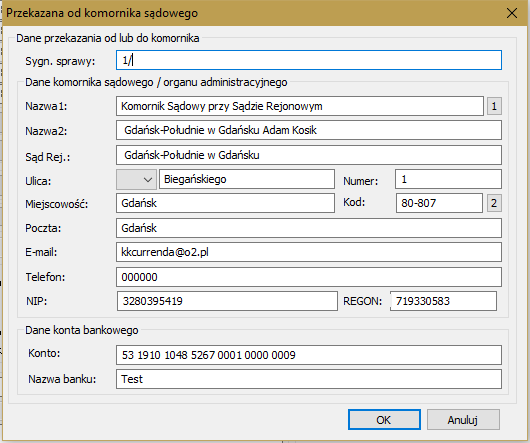 Przekazana od komornika sądowego
Dane przekazania od lub do komornika
Sygn. sprawy: 1/
Dane komornika sądowego / organu administracyjnego
Nazwa1: Komornik Sądowy przy Sądzie Rejonowym 1
Nazwa2: Gdańsk-Południe w Gdańsku Adam Kosik
Sąd Rej.: Gdańsk-Południe w Gdańsku
Ulica: Biegańskiego Numer: 1
Miejscowość: Gdańsk Kod: 80-807 2
Poczta: Gdańsk
E-mail: kkcurrenda@o2.pl
Telefon: 000000
NIP: 3280395419 REGON: 719330583
Dane konta bankowego
Konto: 53 1910 1048 5267 0001 0000 0009
Nazwa banku: Test
OK Anuluj